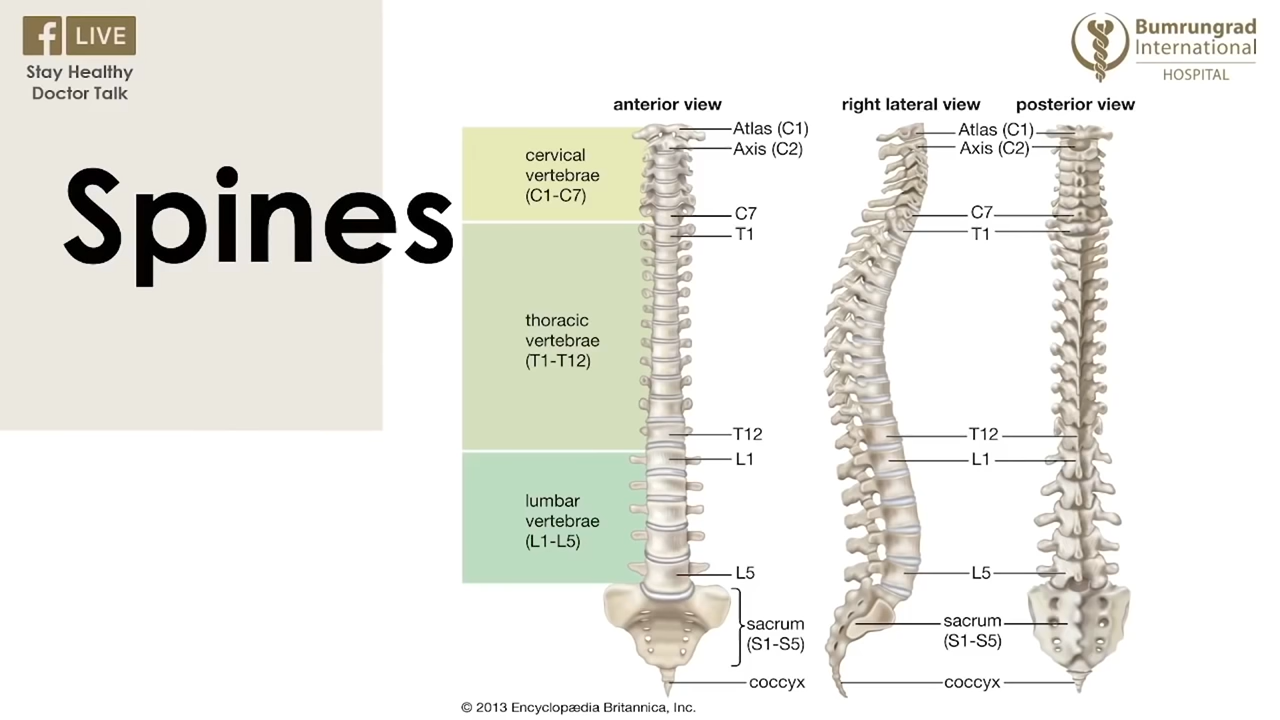 f LIVE
Stay Healthy
Doctor Talk
Bumrungrad
International
HOSPITAL
Spines
anterior view
right lateral view
posterior view
cervical
vertebrae
(C1-C7)
thoracic
vertebrae
(T1-T12)
lumbar
vertebrae
(L1-L5)
Atlas (C1)
Axis (C2)
C7
T1
T12
L1
L5
sacrum
(S1-S5)
coccyx
Atlas (C1)
Axis (C2)
C7
T1
T12
L1
L5
sacrum
(S1-S5)
coccyx
© 2013 Encyclopædia Britannica, Inc.